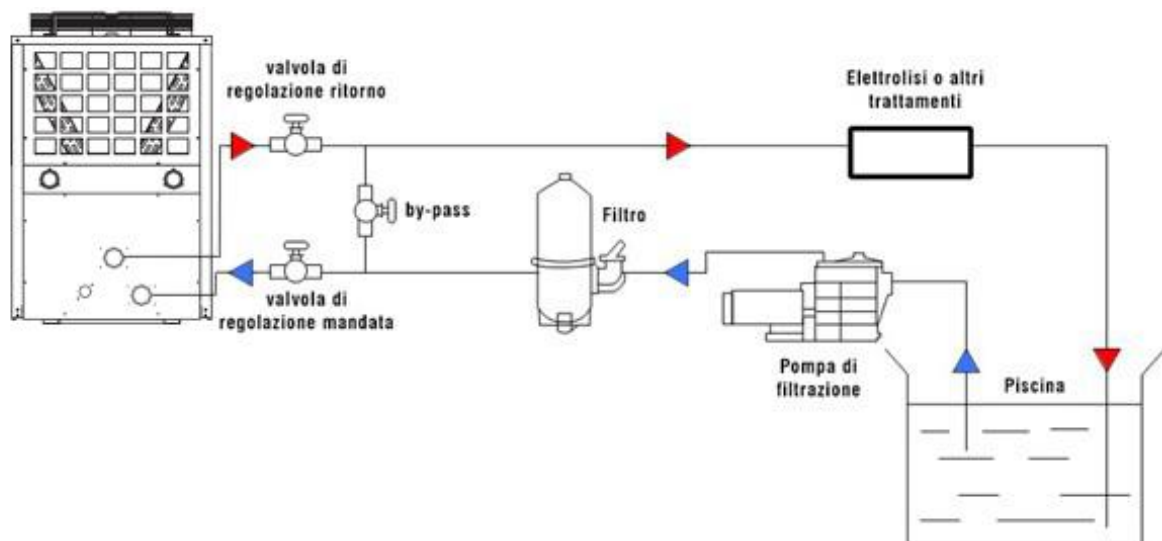 valvola di
regolazione ritorno
Elettrolisi o altri
trattamenti
by-pass
Filtro
valvola di
regolazione mandata
Pompa di
filtrazione
Piscina